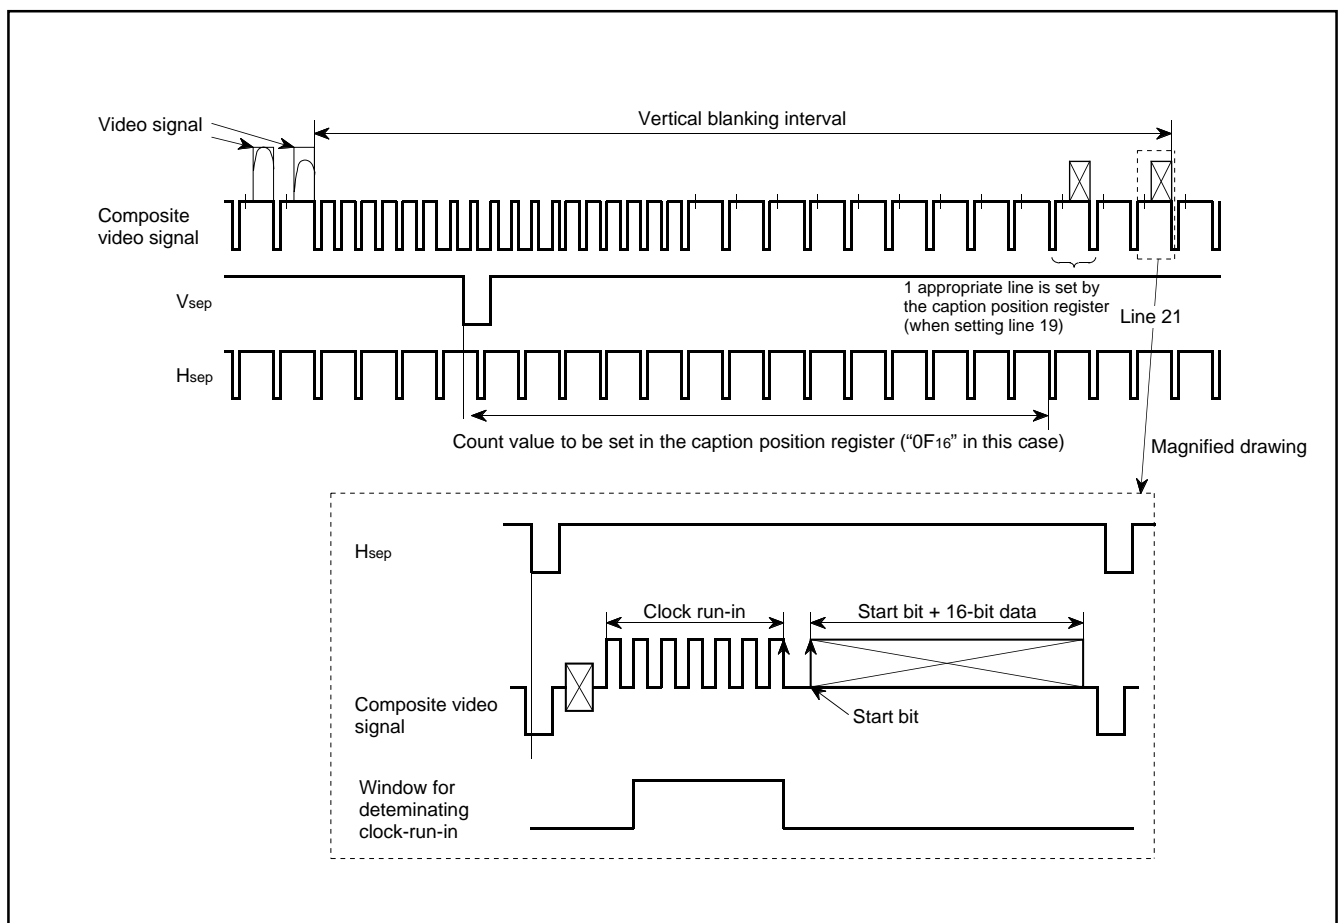 Video signal
Vertical blanking interval
Composite
video signal
Vsep
1 appropriate line is set by
the caption position register
(when setting line 19)
Line 21
Hsep
Count value to be set in the caption position register (“0F16” in this case)
Magnified drawing
Hsep
Clock run-in
Start bit + 16-bit data
Composite video
signal
Start bit
Window for
deteminating
clock-run-in